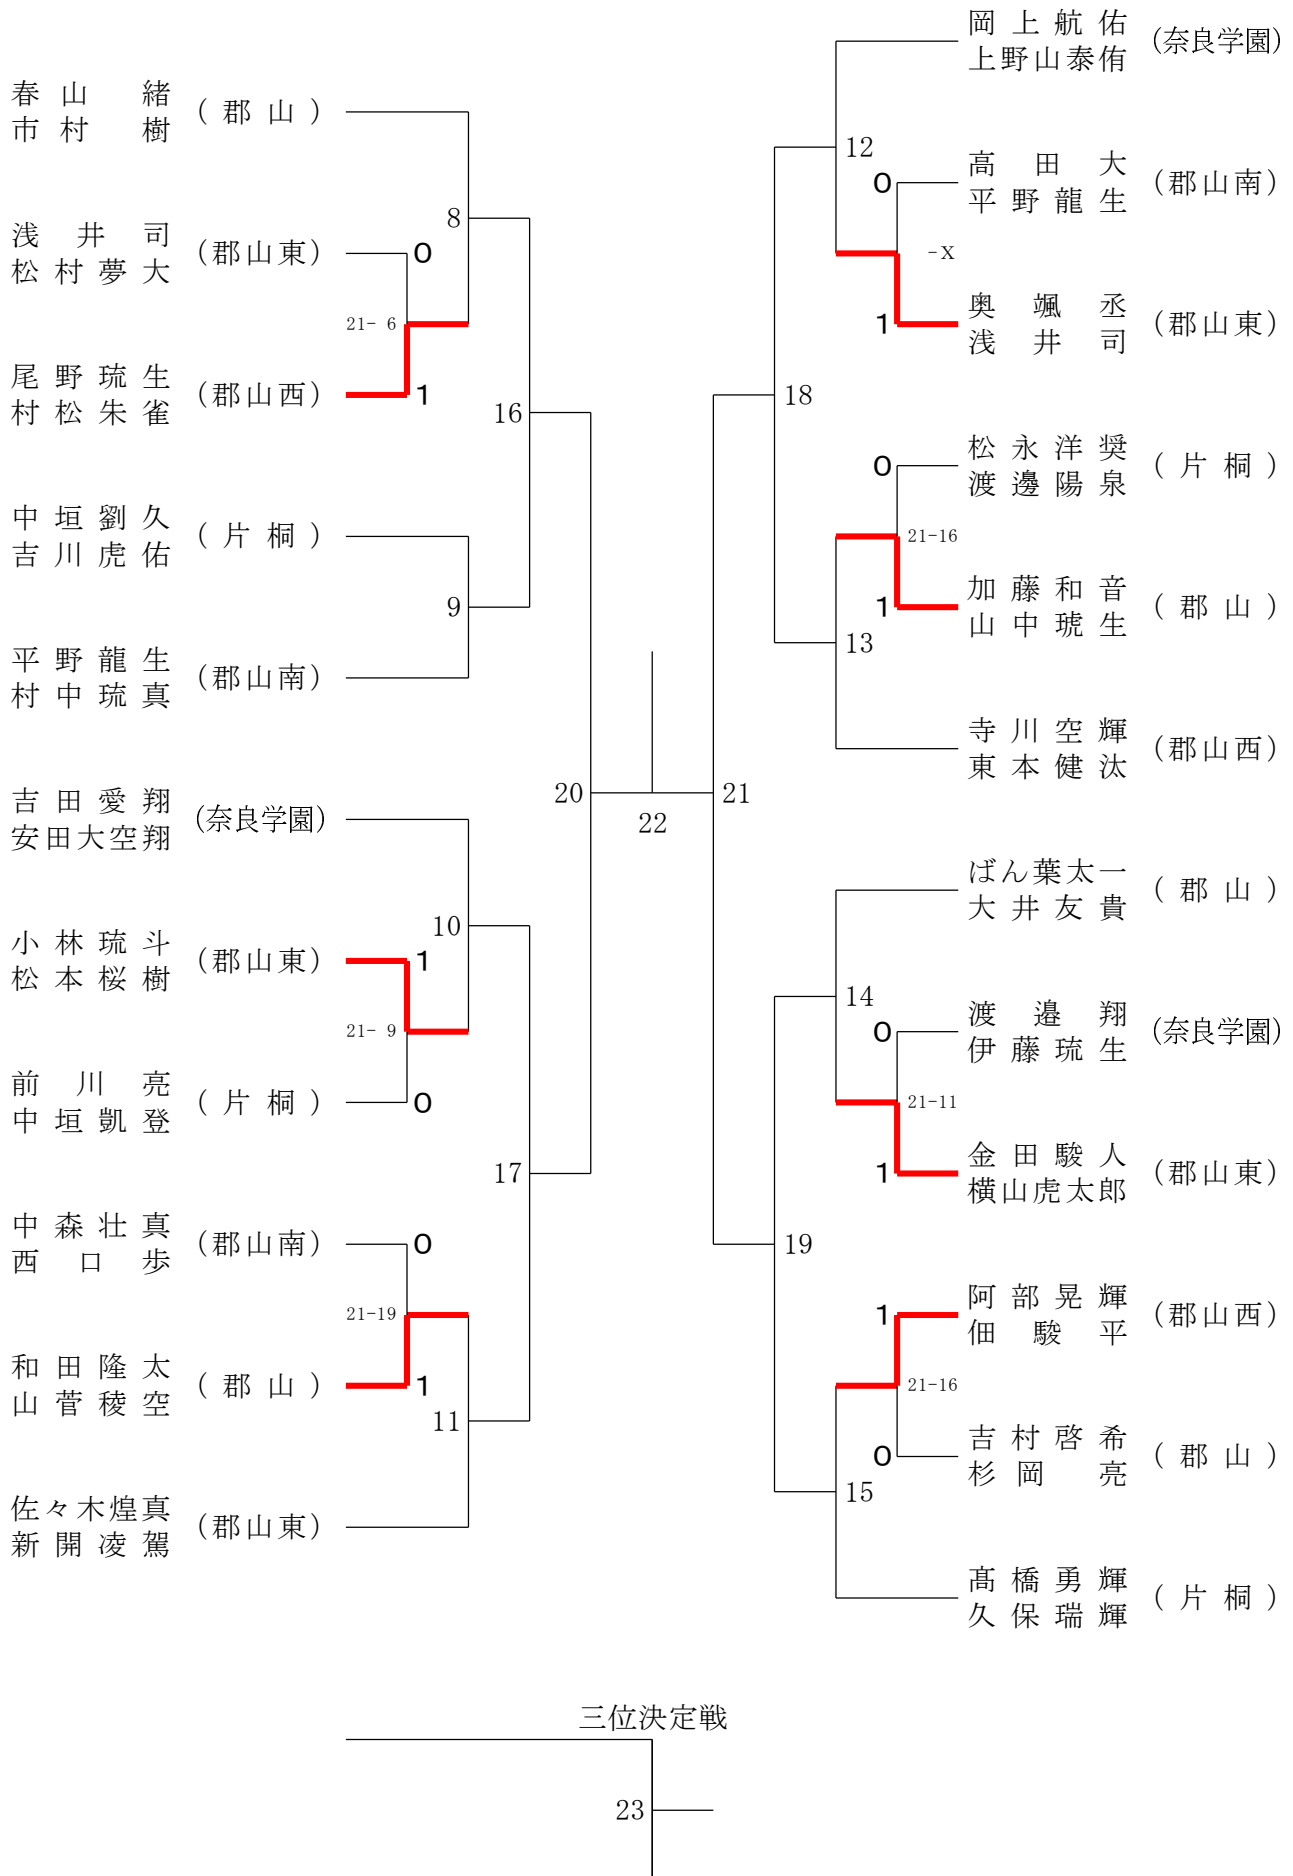 春山 緒
市村 樹
(郡山)
浅井 司
松村夢大
(郡山東)
0
21- 6
尾野琉生
村松朱雀
(郡山西)
1
8
中垣劉久
吉川虎佑
(片桐)
9
平野龍生
村中琉真
(郡山南)
16
吉田愛翔
安田大空翔
(奈良学園)
10
小林琉斗
松本桜樹
(郡山東)
1
21- 9
前川 亮
中垣凱登
(片桐)
0
17
中森壮真
西口 歩
(郡山南)
0
21-19
和田隆太
山菅稜空
(郡山)
1
11
佐々木煌真
新開凌駕
(郡山東)
20
22
21
岡上航佑
上野山泰侑
(奈良学園)
12
高田 大
平野龍生
(郡山南)
0
-X
奥 颯丞
浅井 司
(郡山東)
1
18
松永洋奨
渡邊陽泉
(片桐)
0
21-16
加藤和音
山中琥生
(郡山)
1
13
寺川空輝
東本健汰
(郡山西)
ばん葉太一
大井友貴
(郡山)
14
渡邉 翔
伊藤琉生
(奈良学園)
0
21-11
金田駿人
横山虎太郎
(郡山東)
1
19
阿部晃輝
佃 駿平
(郡山西)
1
21-16
吉村啓希
杉岡 亮
(郡山)
0
15
髙橋勇輝
久保瑞輝
(片桐)
三位決定戦
23